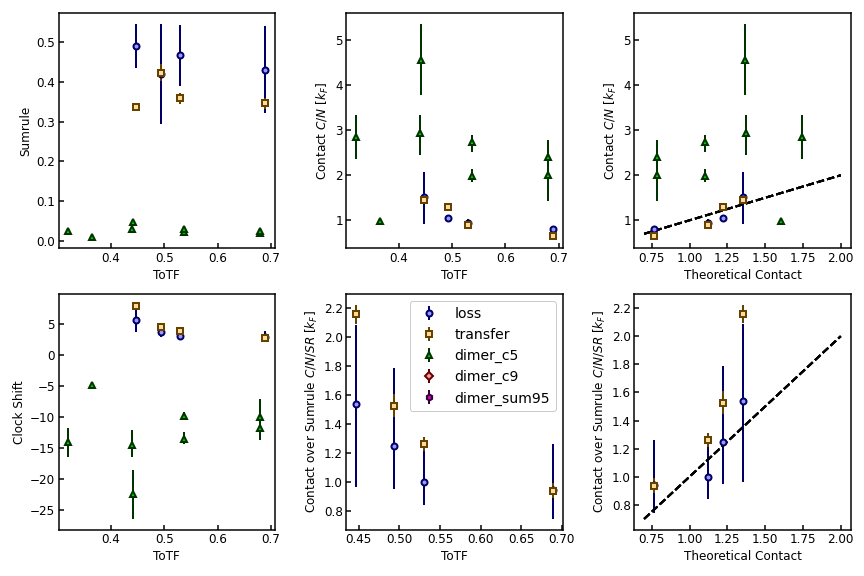 Sumrule
0.5
0.4
0.3
0.2
0.1
0.0
0.4 0.5 0.6 0.7
ToTF
Contact C/N [k_F]
5
4
3
2
1
0.4 0.5 0.6 0.7
ToTF
Contact C/N [k_F]
5
4
3
2
1
0.75 1.00 1.25 1.50 1.75 2.00
Theoretical Contact
Clock Shift
5
0
−5
−10
−15
−20
−25
0.4 0.5 0.6 0.7
ToTF
Contact over Sumrule C/N/SR [k_F]
2.2
2.0
1.8
1.6
1.4
1.2
1.0
0.8
0.45 0.50 0.55 0.60 0.65 0.70
ToTF
loss
transfer
dimer_c5
dimer_c9
dimer_sum95
Contact over Sumrule C/N/SR [k_F]
2.2
2.0
1.8
1.6
1.4
1.2
1.0
0.8
0.75 1.00 1.25 1.50 1.75 2.00
Theoretical Contact